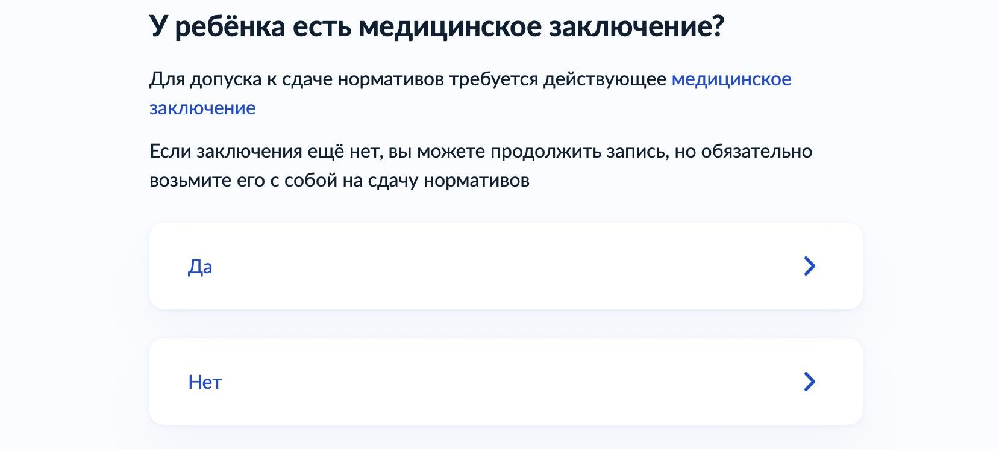 У ребёнка есть медицинское заключение?
Для допуска к сдаче нормативов требуется действующее медицинское
заключение
Если заключения ещё нет, вы можете продолжить запись, но обязательно
возьмите его с собой на сдачу нормативов
Да
Нет